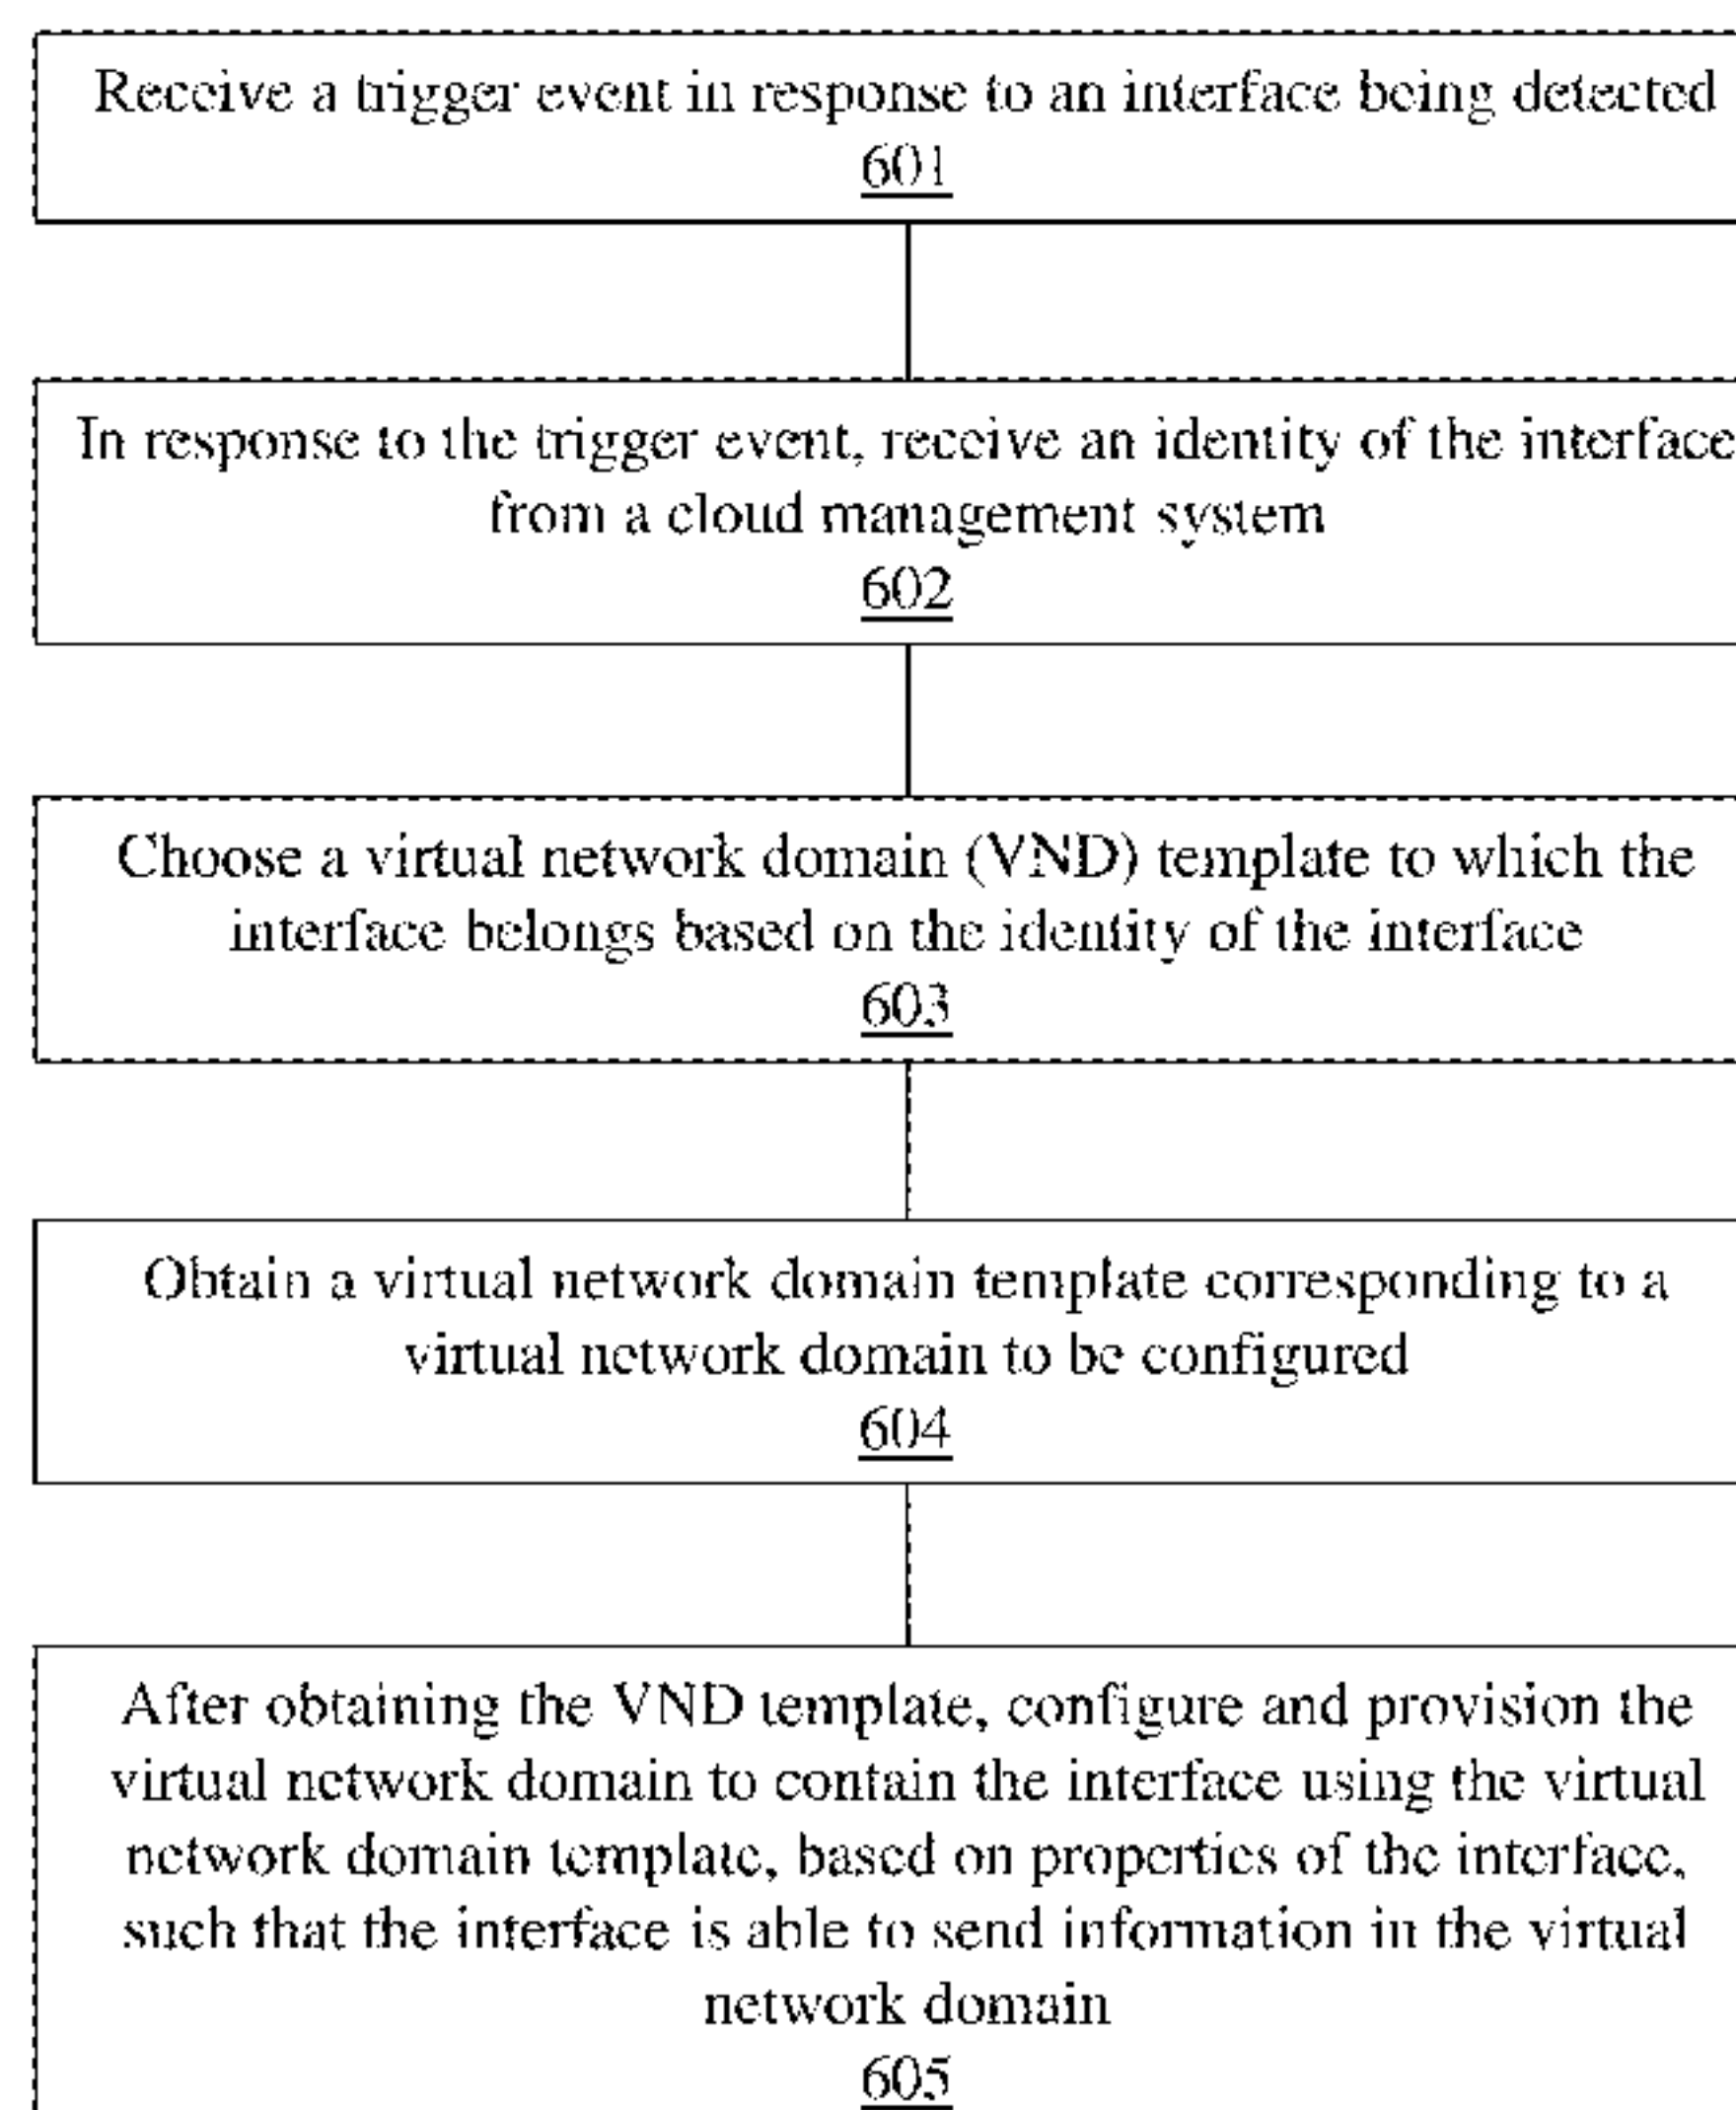 Receive a trigger event in response to an interface being detected
601
In response to the trigger event, receive an identity of the interface
from a cloud management system
602
Choose a virtual network domain (VND) template to which the
interface belongs based on the identity of the interface
603
Obtain a virtual network domain template corresponding to a
virtual network domain to be configured
604
After obtaining the VND template, configure and provision the
virtual network domain to contain the interface using the virtual
network domain template, based on properties of the interface,
such that the interface is able to send information in the virtual
network domain
605